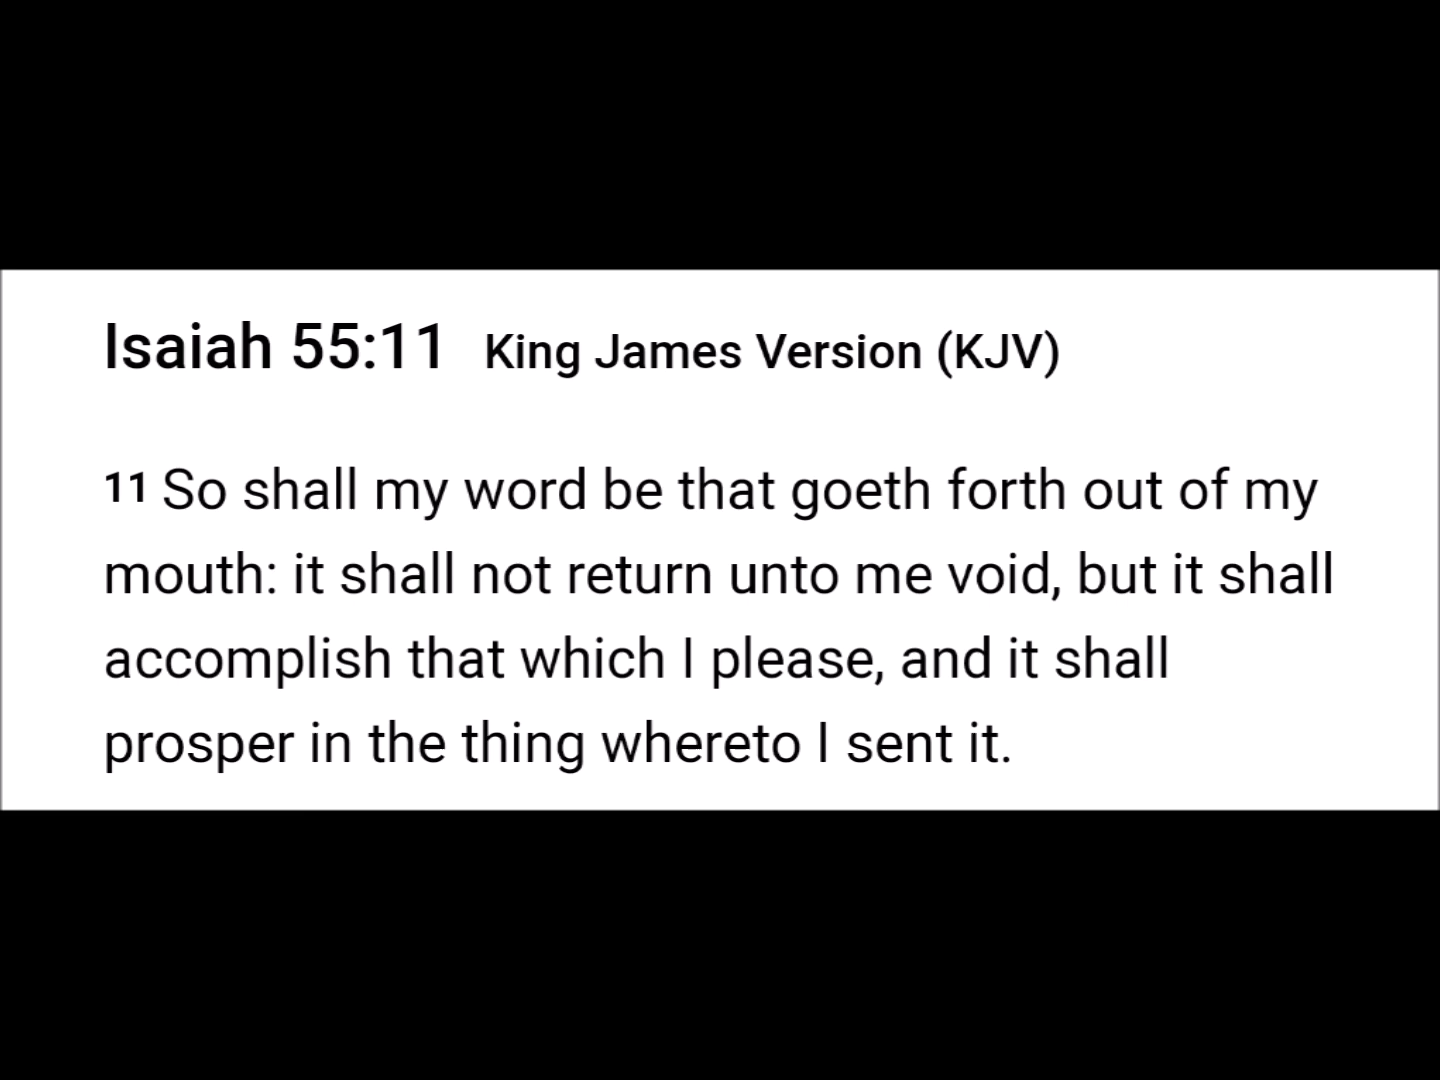 Isaiah 55:11 King James Version (KJV)
11 So shall my word be that goeth forth out of my
mouth: it shall not return unto me void, but it shall
accomplish that which I please, and it shall
prosper in the thing whereto I sent it.